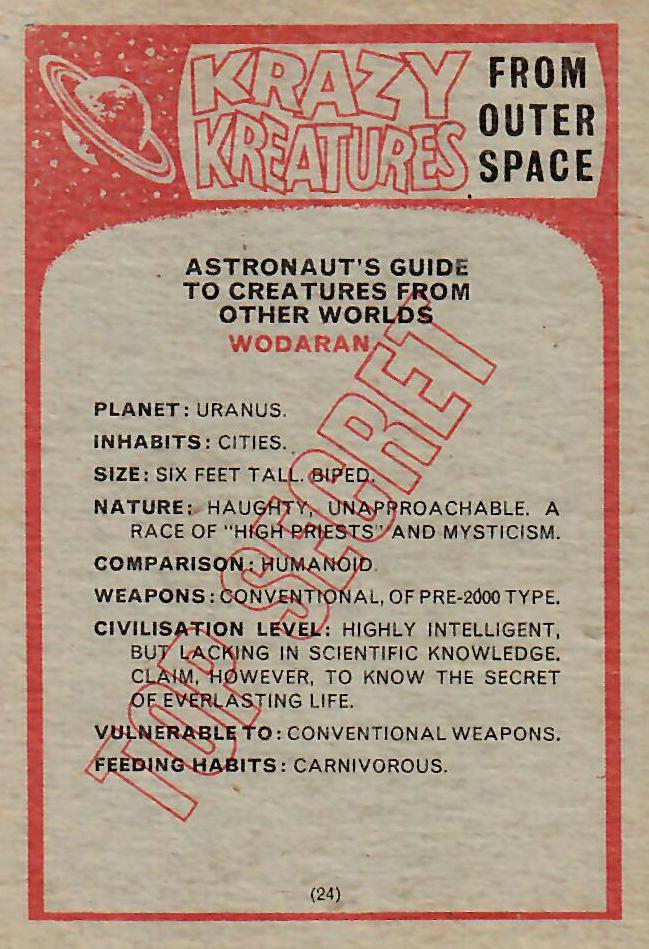 KRAZY
KREATURES
FROM
OUTER
SPACE
ASTRONAUT'S GUIDE
TO CREATURES FROM
OTHER WORLDS
WODARAN
PLANET: URANUS.
INHABITS: CITIES.
SIZE: SIX FEET TALL. BIPED.
NATURE: HAUGHTY, UNAPPROACHABLE. A
RACE OF "HIGH PRIESTS" AND MYSTICISM.
COMPARISON: HUMANOID.
WEAPONS: CONVENTIONAL, OF PRE-2000 TYPE.
CIVILISATION LEVEL: HIGHLY INTELLIGENT,
BUT LACKING IN SCIENTIFIC KNOWLEDGE.
CLAIM, HOWEVER, TO KNOW THE SECRET
OF EVERLASTING LIFE.
VULNERABLE TO: CONVENTIONAL WEAPONS.
FEEDING HABITS: CARNIVOROUS.
TOP SECRET
(24)